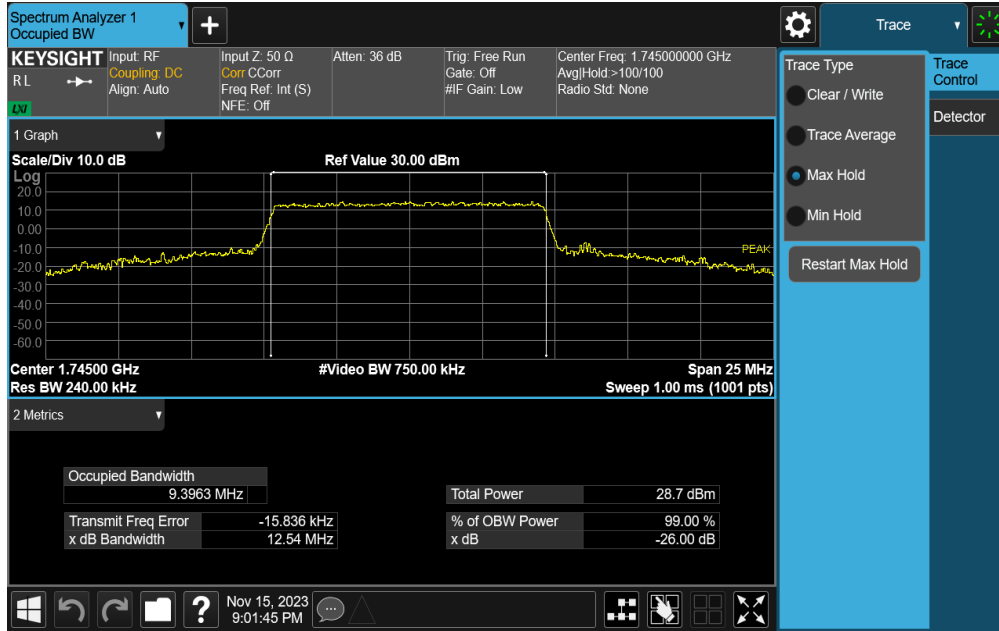 Spectrum Analyzer 1
Occupied BW
Trace
KEYSIGHT
R L
LXI
Input: RF
Coupling: DC
Align: Auto
Input Z: 50 Ω
Corr CCorr
Freq Ref: Int (S)
NFE: Off
Atten: 36 dB
Trig: Free Run
Gate: Off
#IF Gain: Low
Center Freq: 1.745000000 GHz
Avg|Hold:>100/100
Radio Std: None
Trace Type
Clear / Write
Trace Average
Max Hold
Min Hold
Restart Max Hold
Trace
Control
Detector
1 Graph
Scale/Div 10.0 dB
Ref Value 30.00 dBm
Log
20.0
10.0
0.00
-10.0
-20.0
-30.0
-40.0
-50.0
-60.0
PEAK
Center 1.74500 GHz
#Video BW 750.00 kHz
Span 25 MHz
Res BW 240.00 kHz
Sweep 1.00 ms (1001 pts)
2 Metrics
Occupied Bandwidth
9.3963 MHz
Total Power 28.7 dBm
Transmit Freq Error -15.836 kHz
% of OBW Power 99.00 %
x dB Bandwidth 12.54 MHz
x dB -26.00 dB
?
Nov 15, 2023
9:01:45 PM